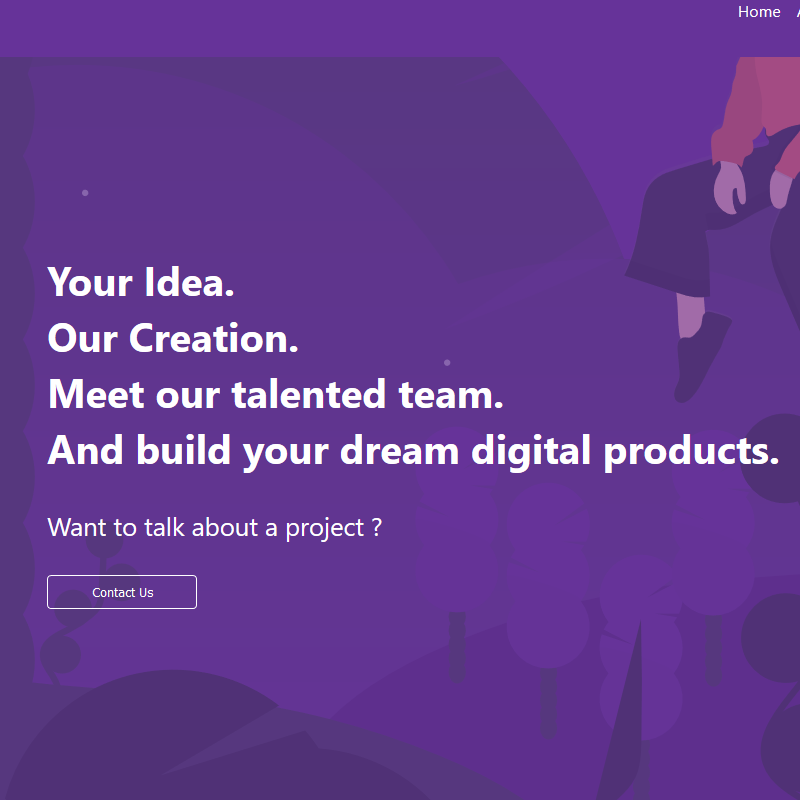 Home
Your Idea.
Our Creation.
Meet our talented team.
And build your dream digital products.
Want to talk about a project ?
Contact Us